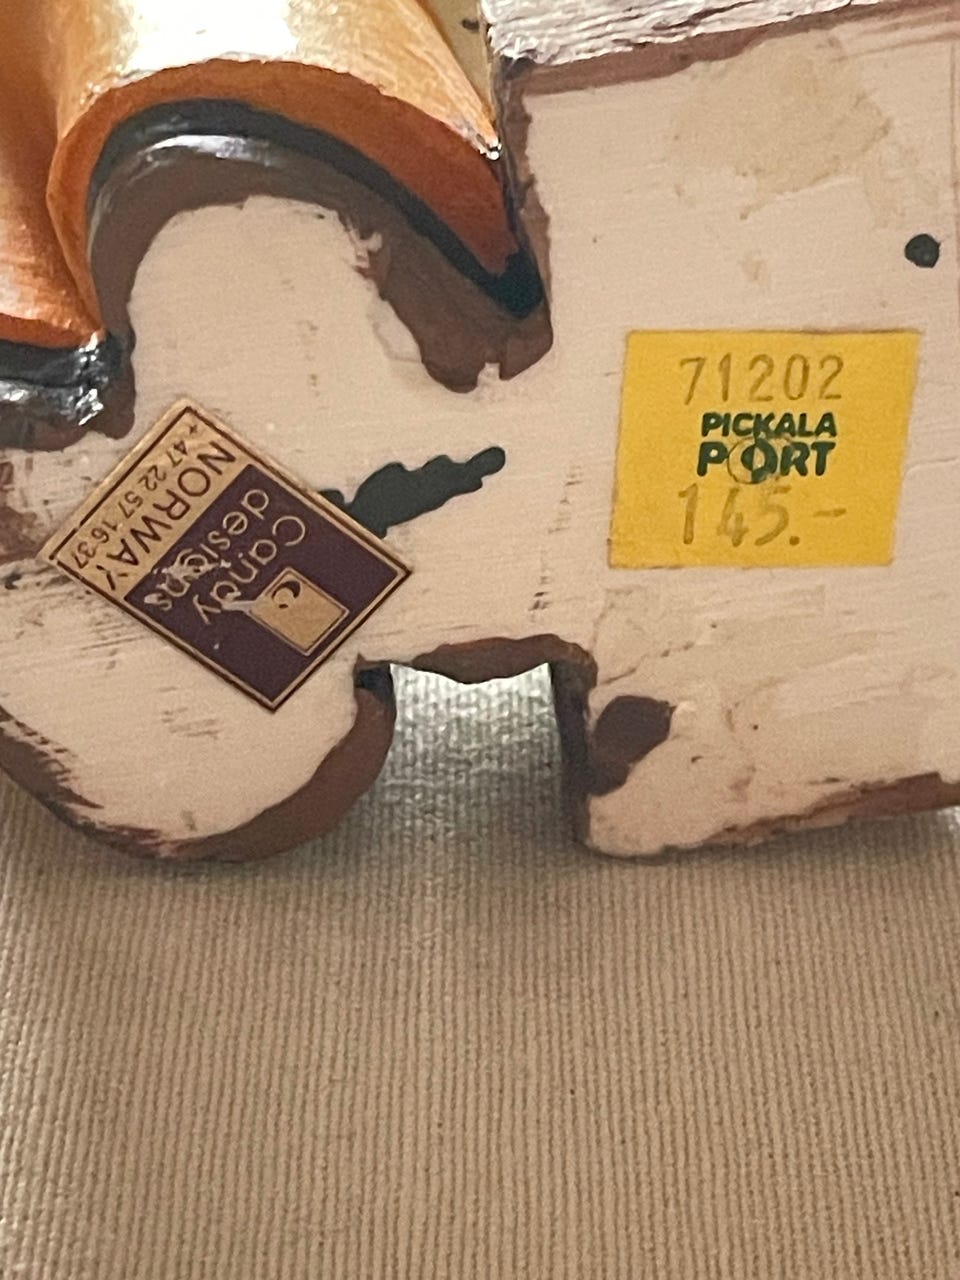 71202
PICKALA
PORT
145.-
C
Candy
designs
NORWAY
+ 47 22 57 16 37